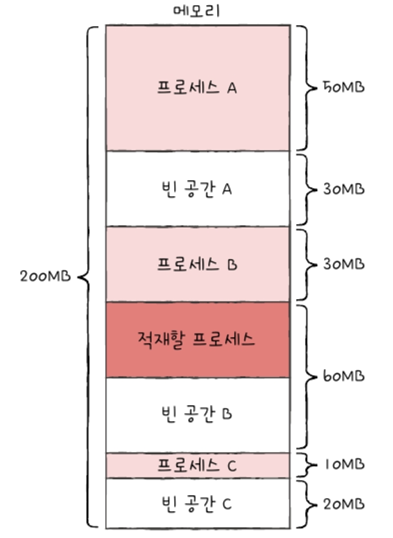 메모리
프로세스 A
50MB
빈 공간 A
30MB
프로세스 B
30MB
200MB
적재할 프로세스
60MB
빈 공간 B
프로세스 C
10MB
빈 공간 C
20MB